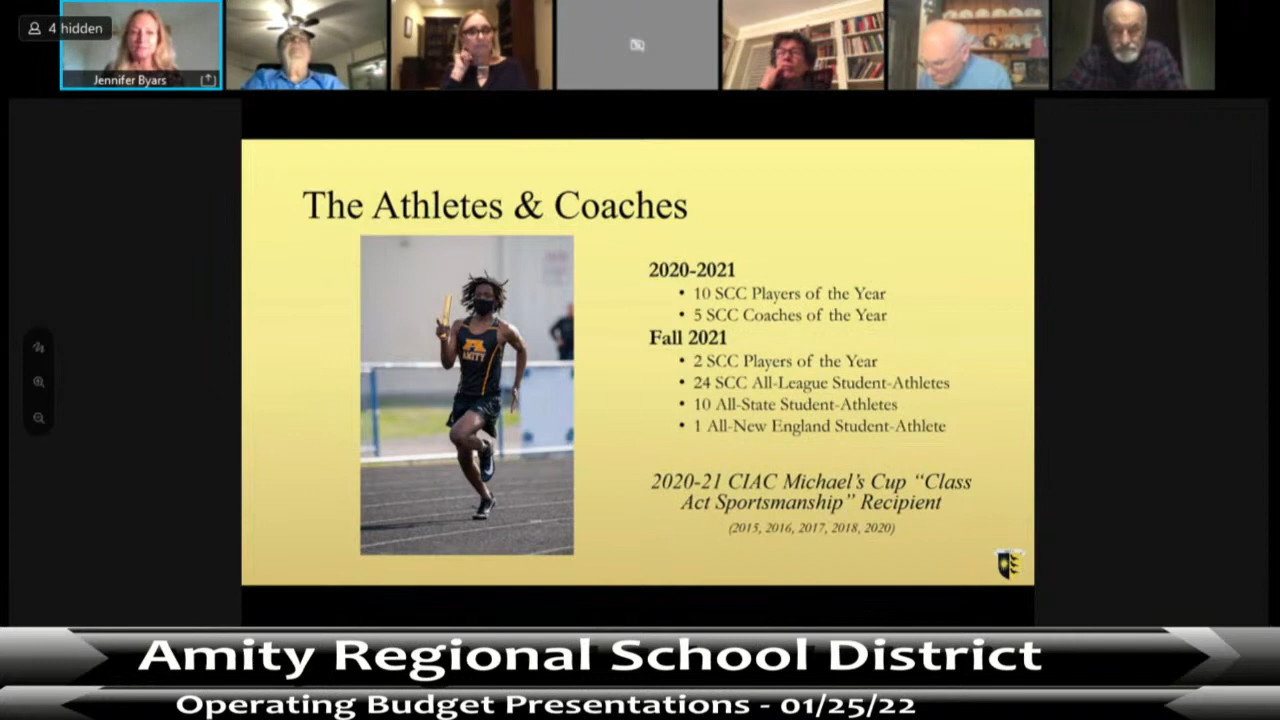 4 hidden
Jennifer Byars
The Athletes & Coaches
AMITY
2020-2021
• 10 SCC Players of the Year
• 5 SCC Coaches of the Year
Fall 2021
• 2 SCC Players of the Year
• 24 SCC All-League Student-Athletes
• 10 All-State Student-Athletes
• 1 All-New England Student-Athlete
2020-21 CIAC Michael's Cup “Class
Act Sportsmanship” Recipient
(2015, 2016, 2017, 2018, 2020)
Amity Regional School District
Operating Budget Presentations - 01/25/22